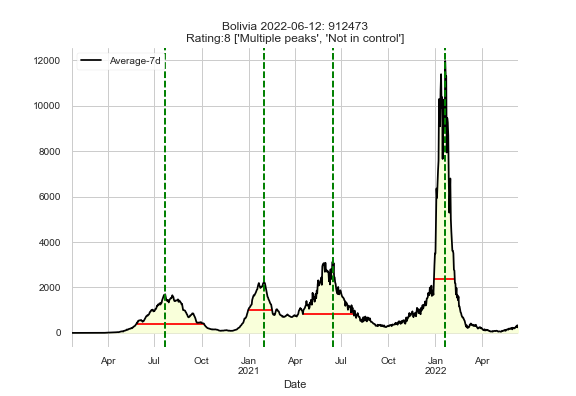 Bolivia 2022-06-12: 912473
Rating:8 ['Multiple peaks', 'Not in control']
Average-7d
12000
10000
8000
6000
4000
2000
0
Apr Jul Oct Jan Apr Jul Oct Jan Apr
2021 2022
Date